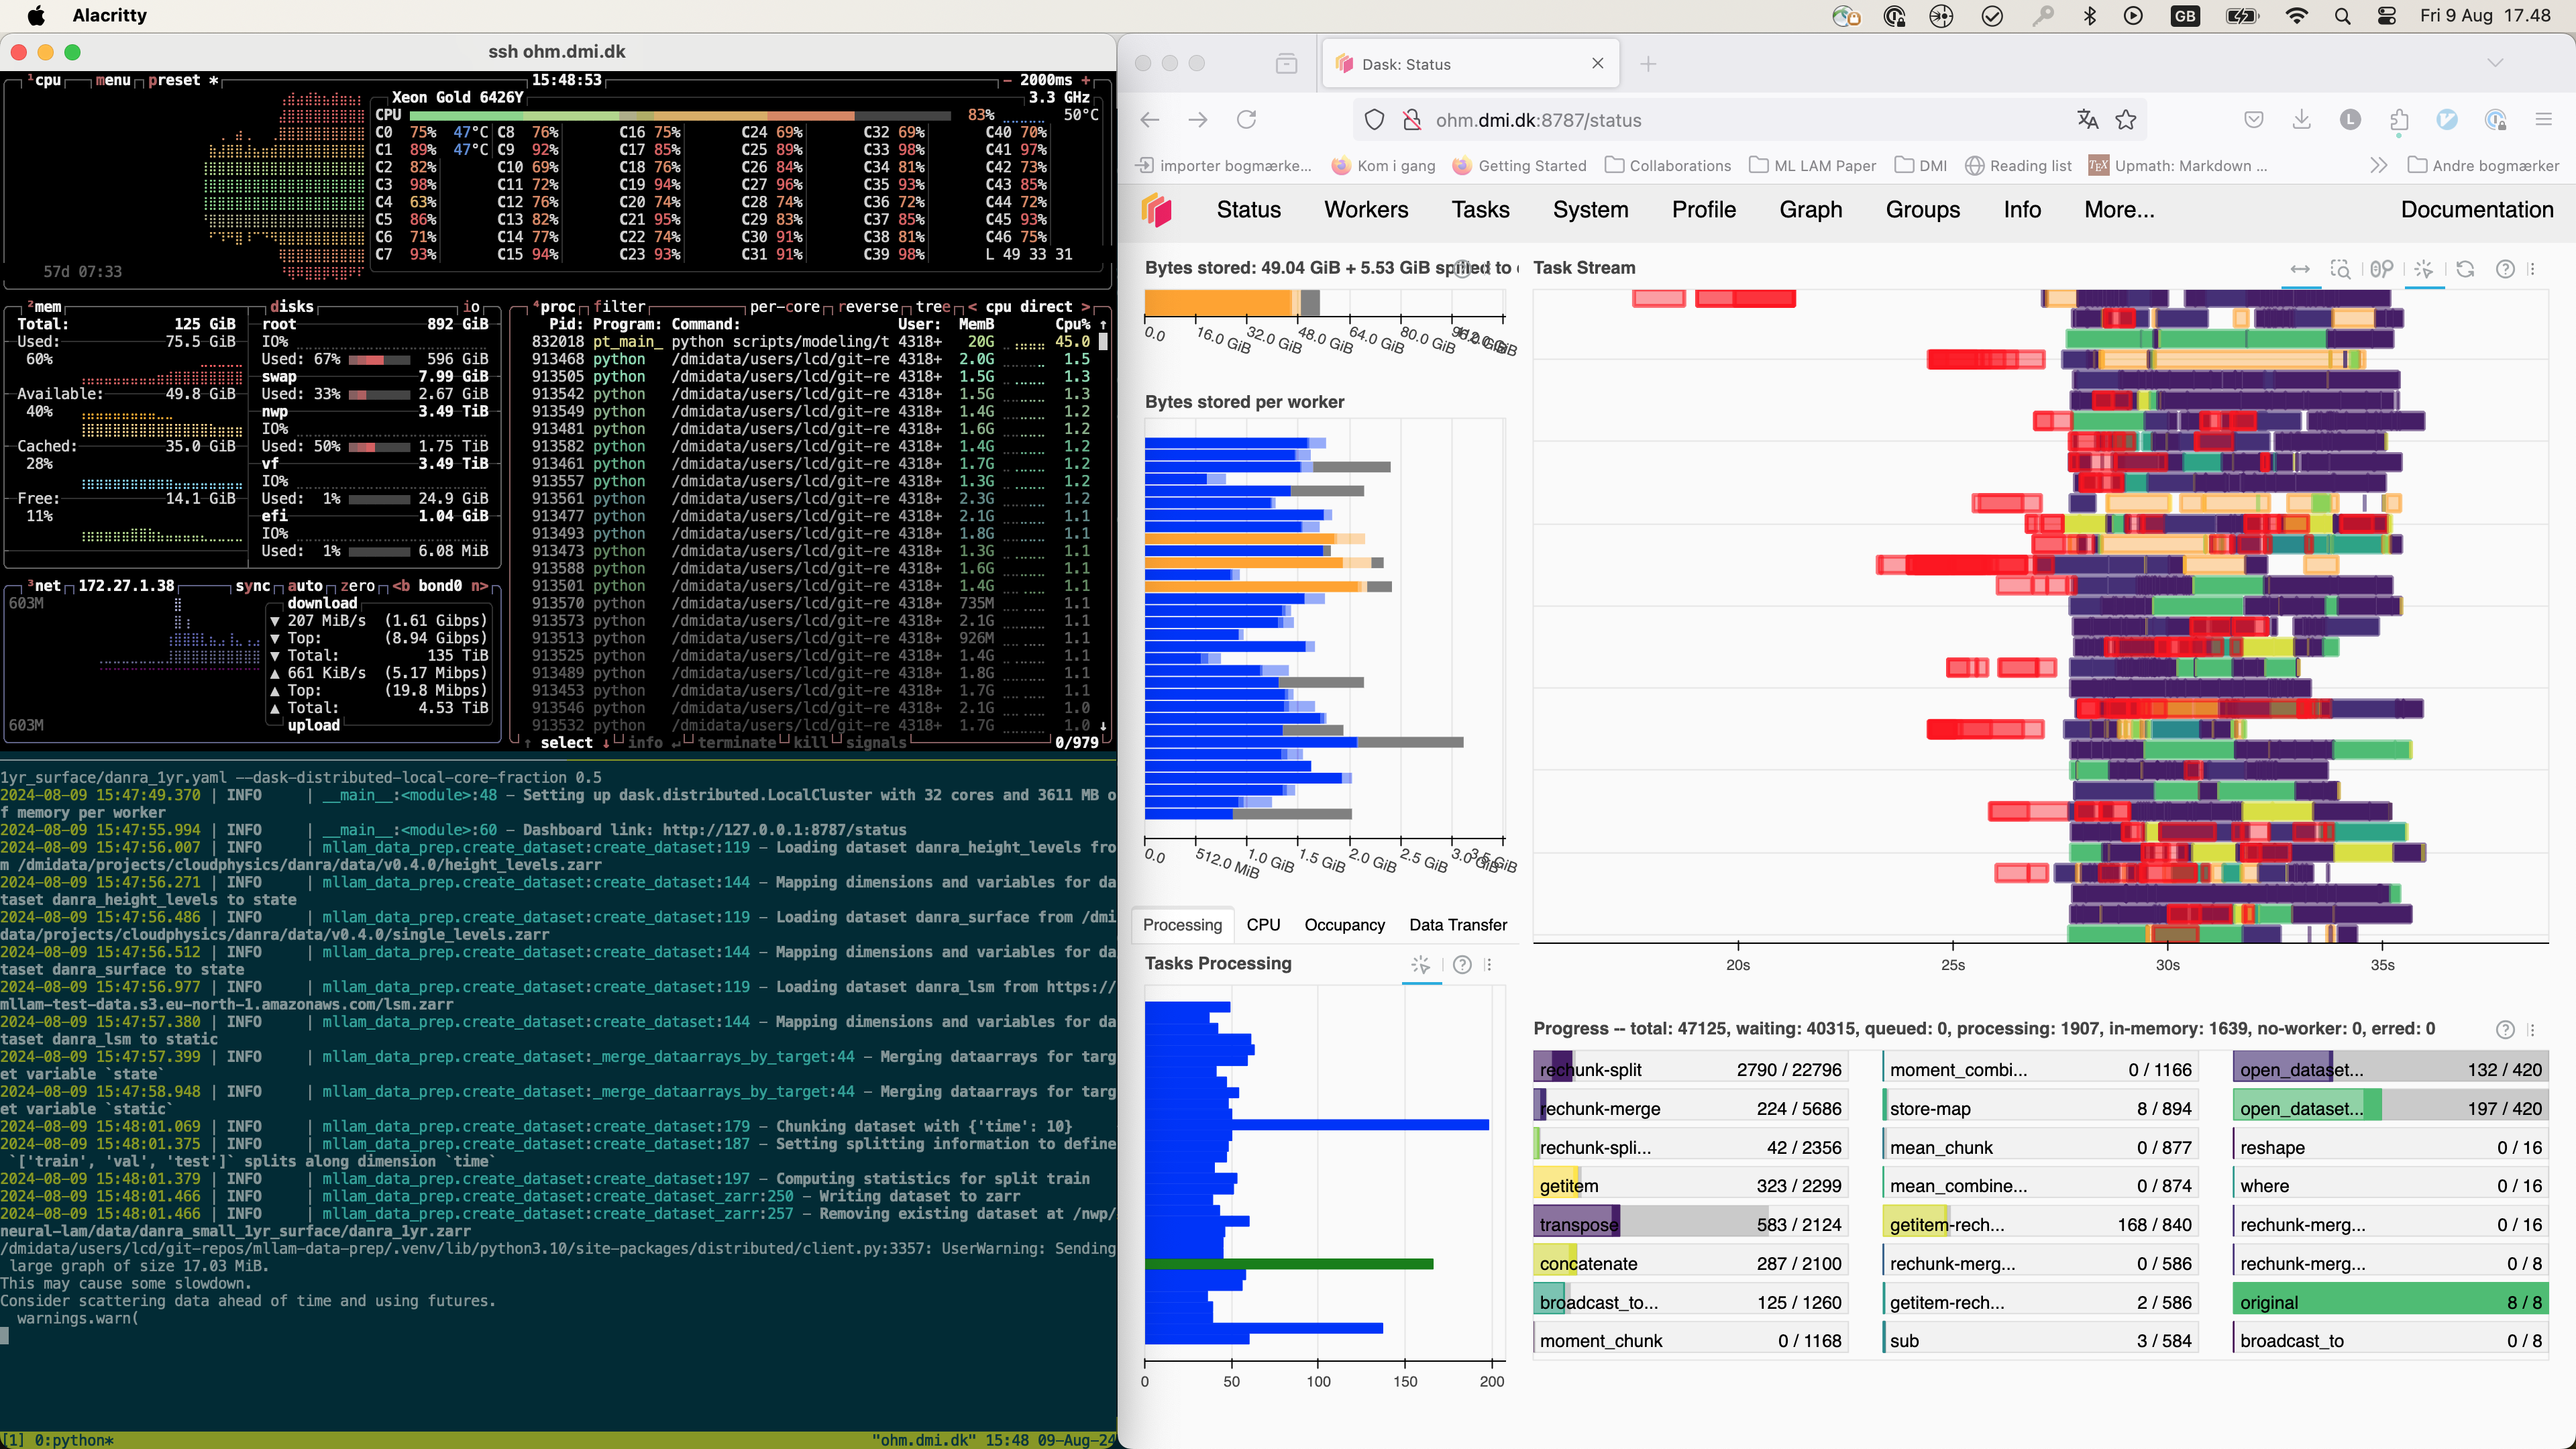 Alacritty
GB
Fri 9 Aug 17.48
ssh ohm.dmi.dk
¹cpu menu preset * 15:48:53 − 2000ms +
Xeon Gold 6426Y 3.3 GHz
CPU 83% 50°C
C0 75% 47°C C8 76% C16 75% C24 69% C32 69% C40 70%
C1 89% 47°C C9 92% C17 85% C25 89% C33 98% C41 97%
C2 82% C10 69% C18 76% C26 84% C34 81% C42 73%
C3 98% C11 72% C19 94% C27 96% C35 93% C43 85%
C4 63% C12 76% C20 74% C28 74% C36 72% C44 72%
C5 86% C13 82% C21 95% C29 83% C37 85% C45 93%
C6 71% C14 77% C22 74% C30 91% C38 81% C46 75%
C7 93% C15 94% C23 93% C31 91% C39 98% L 49 33 31
57d 07:33
²mem
Total: 125 GiB
Used: 75.5 GiB
60%
Available: 49.8 GiB
40%
Cached: 35.0 GiB
28%
Free: 14.1 GiB
11%
disks io
root 892 GiB
IO%
Used: 67% 596 GiB
swap 7.99 GiB
Used: 33% 2.67 GiB
nwp 3.49 TiB
IO%
Used: 50% 1.75 TiB
vf 3.49 TiB
IO%
Used: 1% 24.9 GiB
efi 1.04 GiB
IO%
Used: 1% 6.08 MiB
³net 172.27.1.38 sync auto zero <b bond0 n>
603M
download
▼ 207 MiB/s (1.61 Gibps)
▼ Top: (8.94 Gibps)
▼ Total: 135 TiB
▲ 661 KiB/s (5.17 Mibps)
▲ Top: (19.8 Mibps)
▲ Total: 4.53 TiB
603M
upload
⁴proc filter per-core reverse tree < cpu direct >
Pid: Program: Command: User: MemB Cpu% ↑
832018 pt_main_ python scripts/modeling/t 4318+ 20G 45.0
913468 python /dmidata/users/lcd/git-re 4318+ 2.0G 1.5
913505 python /dmidata/users/lcd/git-re 4318+ 1.5G 1.3
913542 python /dmidata/users/lcd/git-re 4318+ 1.5G 1.3
913549 python /dmidata/users/lcd/git-re 4318+ 1.4G 1.2
913481 python /dmidata/users/lcd/git-re 4318+ 1.6G 1.2
913582 python /dmidata/users/lcd/git-re 4318+ 1.4G 1.2
913461 python /dmidata/users/lcd/git-re 4318+ 1.7G 1.2
913557 python /dmidata/users/lcd/git-re 4318+ 1.3G 1.2
913561 python /dmidata/users/lcd/git-re 4318+ 2.3G 1.2
913477 python /dmidata/users/lcd/git-re 4318+ 2.1G 1.1
913493 python /dmidata/users/lcd/git-re 4318+ 1.8G 1.1
913473 python /dmidata/users/lcd/git-re 4318+ 1.3G 1.1
913588 python /dmidata/users/lcd/git-re 4318+ 1.6G 1.1
913501 python /dmidata/users/lcd/git-re 4318+ 1.4G 1.1
913570 python /dmidata/users/lcd/git-re 4318+ 735M 1.1
913573 python /dmidata/users/lcd/git-re 4318+ 2.1G 1.1
913513 python /dmidata/users/lcd/git-re 4318+ 926M 1.1
913525 python /dmidata/users/lcd/git-re 4318+ 1.4G 1.1
913489 python /dmidata/users/lcd/git-re 4318+ 1.8G 1.1
913453 python /dmidata/users/lcd/git-re 4318+ 1.7G 1.1
913546 python /dmidata/users/lcd/git-re 4318+ 2.1G 1.0
913532 python /dmidata/users/lcd/git-re 4318+ 1.7G 1.0 ↓
↑ select ↓ info ↵ terminate kill signals 0/979
1yr_surface/danra_1yr.yaml --dask-distributed-local-core-fraction 0.5
2024-08-09 15:47:49.370 | INFO | __main__:<module>:48 - Setting up dask.distributed.LocalCluster with 32 cores and 3611 MB o
f memory per worker
2024-08-09 15:47:55.994 | INFO | __main__:<module>:60 - Dashboard link: http://127.0.0.1:8787/status
2024-08-09 15:47:56.007 | INFO | mllam_data_prep.create_dataset:create_dataset:119 - Loading dataset danra_height_levels fro
m /dmidata/projects/cloudphysics/danra/data/v0.4.0/height_levels.zarr
2024-08-09 15:47:56.271 | INFO | mllam_data_prep.create_dataset:create_dataset:144 - Mapping dimensions and variables for da
taset danra_height_levels to state
2024-08-09 15:47:56.486 | INFO | mllam_data_prep.create_dataset:create_dataset:119 - Loading dataset danra_surface from /dmi
data/projects/cloudphysics/danra/data/v0.4.0/single_levels.zarr
2024-08-09 15:47:56.512 | INFO | mllam_data_prep.create_dataset:create_dataset:144 - Mapping dimensions and variables for da
taset danra_surface to state
2024-08-09 15:47:56.977 | INFO | mllam_data_prep.create_dataset:create_dataset:119 - Loading dataset danra_lsm from https://
mllam-test-data.s3.eu-north-1.amazonaws.com/lsm.zarr
2024-08-09 15:47:57.380 | INFO | mllam_data_prep.create_dataset:create_dataset:144 - Mapping dimensions and variables for da
taset danra_lsm to static
2024-08-09 15:47:57.399 | INFO | mllam_data_prep.create_dataset:_merge_dataarrays_by_target:44 - Merging dataarrays for targ
et variable `state`
2024-08-09 15:47:58.948 | INFO | mllam_data_prep.create_dataset:_merge_dataarrays_by_target:44 - Merging dataarrays for targ
et variable `static`
2024-08-09 15:48:01.069 | INFO | mllam_data_prep.create_dataset:create_dataset:179 - Chunking dataset with {'time': 10}
2024-08-09 15:48:01.375 | INFO | mllam_data_prep.create_dataset:create_dataset:187 - Setting splitting information to define
`['train', 'val', 'test']` splits along dimension `time`
2024-08-09 15:48:01.379 | INFO | mllam_data_prep.create_dataset:create_dataset:197 - Computing statistics for split train
2024-08-09 15:48:01.466 | INFO | mllam_data_prep.create_dataset:create_dataset_zarr:250 - Writing dataset to zarr
2024-08-09 15:48:01.466 | INFO | mllam_data_prep.create_dataset:create_dataset_zarr:257 - Removing existing dataset at /nwp/
neural-lam/data/danra_small_1yr_surface/danra_1yr.zarr
/dmidata/users/lcd/git-repos/mllam-data-prep/.venv/lib/python3.10/site-packages/distributed/client.py:3357: UserWarning: Sending
large graph of size 17.03 MiB.
This may cause some slowdown.
Consider scattering data ahead of time and using futures.
warnings.warn(
[1] 0:python* "ohm.dmi.dk" 15:48 09-Aug-24
Dask: Status
ohm.dmi.dk:8787/status
L
importer bogmærke... Kom i gang Getting Started Collaborations ML LAM Paper DMI Reading list TEX Upmath: Markdown ... Andre bogmærker
Status Workers Tasks System Profile Graph Groups Info More... Documentation
Bytes stored: 49.04 GiB + 5.53 GiB spilled to
0.0 16.0 GiB 32.0 GiB 48.0 GiB 64.0 GiB 80.0 GiB
Bytes stored per worker
0.0 512.0 MiB 1.0 GiB 1.5 GiB 2.0 GiB 2.5 GiB
Processing CPU Occupancy Data Transfer
Tasks Processing
0 50 100 150 200
Task Stream
20s 25s 30s 35s
Progress -- total: 47125, waiting: 40315, queued: 0, processing: 1907, in-memory: 1639, no-worker: 0, erred: 0
rechunk-split 2790 / 22796 moment_combi... 0 / 1166 open_dataset... 132 / 420
rechunk-merge 224 / 5686 store-map 8 / 894 open_dataset... 197 / 420
rechunk-spli... 42 / 2356 mean_chunk 0 / 877 reshape 0 / 16
getitem 323 / 2299 mean_combine... 0 / 874 where 0 / 16
transpose 583 / 2124 getitem-rech... 168 / 840 rechunk-merg... 0 / 16
concatenate 287 / 2100 rechunk-merg... 0 / 586 rechunk-merg... 0 / 8
broadcast_to... 125 / 1260 getitem-rech... 2 / 586 original 8 / 8
moment_chunk 0 / 1168 sub 3 / 584 broadcast_to 0 / 8